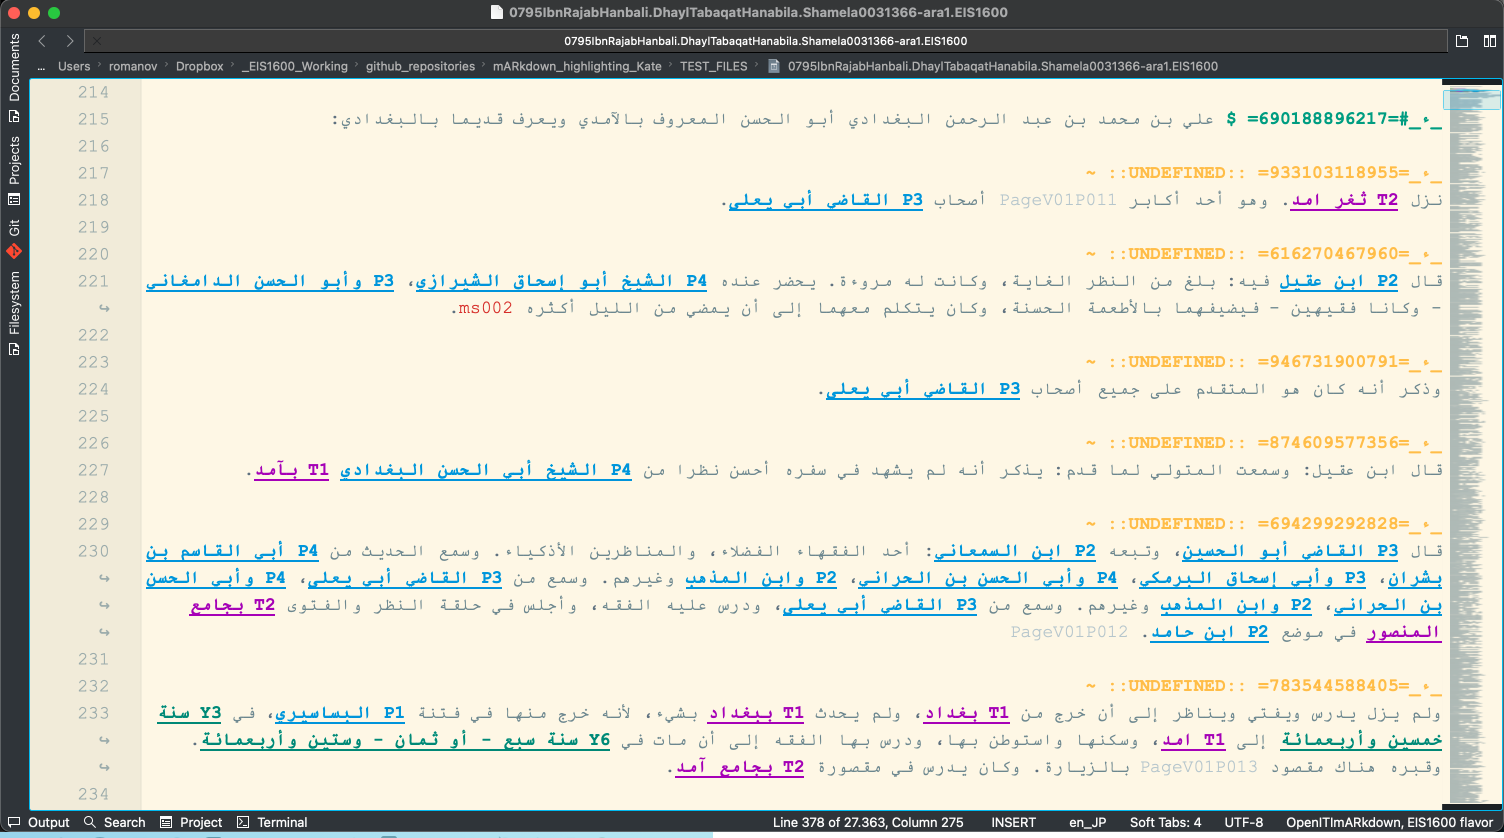 0795IbnRajabHanbali.DhaylTabaqatHanabila.Shamela0031366-ara1.EIS1600
0795IbnRajabHanbali.DhaylTabaqatHanabila.Shamela0031366-ara1.EIS1600
... Users romanov Dropbox _EIS1600_Working github_repositories mARkdown_highlighting_Kate TEST_FILES 0795IbnRajabHanbali.DhaylTabaqatHanabila.Shamela0031366-ara1.EIS1600
Documents
Projects
Git
Filesystem
214
215 _ء_#=690188896217= $ علي بن محمد بن عبد الرحمن البغدادي أبو الحسن المعروف بالآمدي ويعرف قديما بالبغدادي:
216
217 _ء_=933103118955= ::UNDEFINED:: ~
218 نزل T2 ثغر امد. وهو أحد أكابر PageV01P011 أصحاب P3 القاضي أبي يعلى.
219
220 _ء_=616270467960= ::UNDEFINED:: ~
221 قال P2 ابن عقيل فيه: بلغ من النظر الغاية، وكانت له مروءة. يحضر عنده P4 الشيخ أبو إسحاق الشيرازي، P3 وأبو الحسن الدامغاني
- وكانا فقيهين - فيضيفهما بالأطعمة الحسنة، وكان يتكلم معهما إلى أن يمضي من الليل أكثره ms002.
222
223 _ء_=946731900791= ::UNDEFINED:: ~
224 وذكر أنه كان هو المتقدم على جميع أصحاب P3 القاضي أبي يعلى.
225
226 _ء_=874609577356= ::UNDEFINED:: ~
227 قال ابن عقيل: وسمعت المتولي لما قدم: يذكر أنه لم يشهد في سفره أحسن نظرا من P4 الشيخ أبي الحسن البغدادي T1 بآمد.
228
229 _ء_=694299292828= ::UNDEFINED:: ~
230 قال P3 القاضي أبو الحسين، وتبعه P2 ابن السمعاني: أحد الفقهاء الفضلاء، والمناظرين الأذكياء. وسمع الحديث من P4 أبي القاسم بن
بشران، P3 وأبي إسحاق البرمكي، P4 وأبي الحسن بن الحراني، P2 وابن المذهب وغيرهم. وسمع من P3 القاضي أبي يعلى، P4 وأبي الحسن
بن الحراني، P2 وابن المذهب وغيرهم. وسمع من P3 القاضي أبي يعلى، ودرس عليه الفقه، وأجلس في حلقة النظر والفتوى T2 بجامع
المنصور في موضع P2 ابن حامد. PageV01P012
231
232 _ء_=783544588405= ::UNDEFINED:: ~
233 ولم يزل يدرس ويفتي ويناظر إلى أن خرج من T1 بغداد، ولم يحدث T1 ببغداد بشيء، لأنه خرج منها في فتنة P1 البساسيري، في Y3 سنة
خمسين وأربعمائة إلى T1 امد، وسكنها واستوطن بها، ودرس بها الفقه إلى أن مات في Y6 سنة سبع - أو ثمان - وستين وأربعمائة.
وقبره هناك مقصود PageV01P013 بالزيارة. وكان يدرس في مقصورة T2 بجامع آمد.
234
Output Search Project Terminal Line 378 of 27.363, Column 275 INSERT en_JP Soft Tabs: 4 UTF-8 OpenITImARkdown, EIS1600 flavor